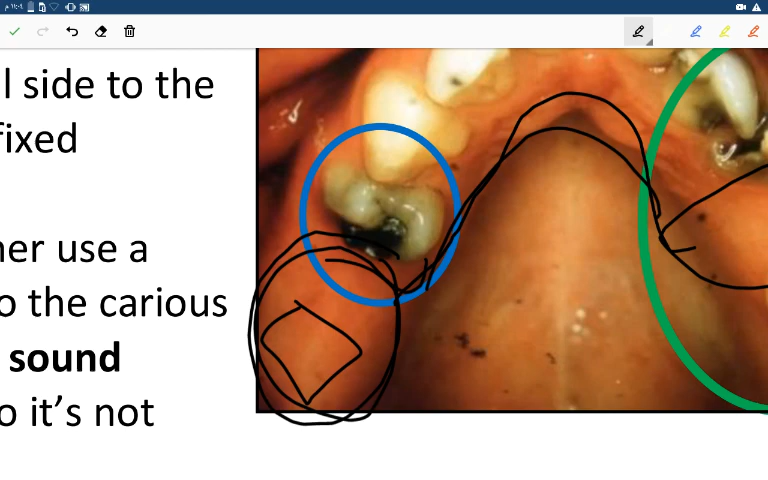 l side to the
fixed
her use a
o the carious
sound
o it's not